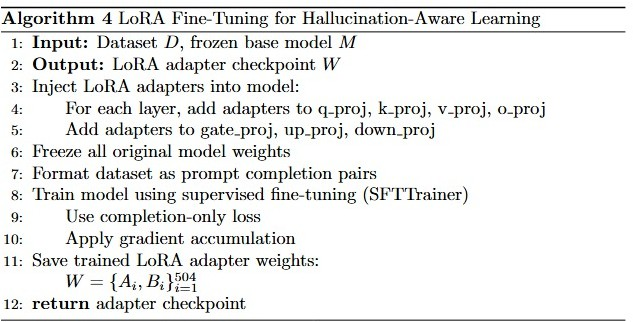 Algorithm 4 LoRA Fine-Tuning for Hallucination-Aware Learning
1: Input: Dataset D, frozen base model M
2: Output: LoRA adapter checkpoint W
3: Inject LoRA adapters into model:
4: For each layer, add adapters to q_proj, k_proj, v_proj, o_proj
5: Add adapters to gate_proj, up_proj, down_proj
6: Freeze all original model weights
7: Format dataset as prompt completion pairs
8: Train model using supervised fine-tuning (SFTTrainer)
9: Use completion-only loss
10: Apply gradient accumulation
11: Save trained LoRA adapter weights:
W = {A_i, B_i}_{i=1}^{504}
12: return adapter checkpoint